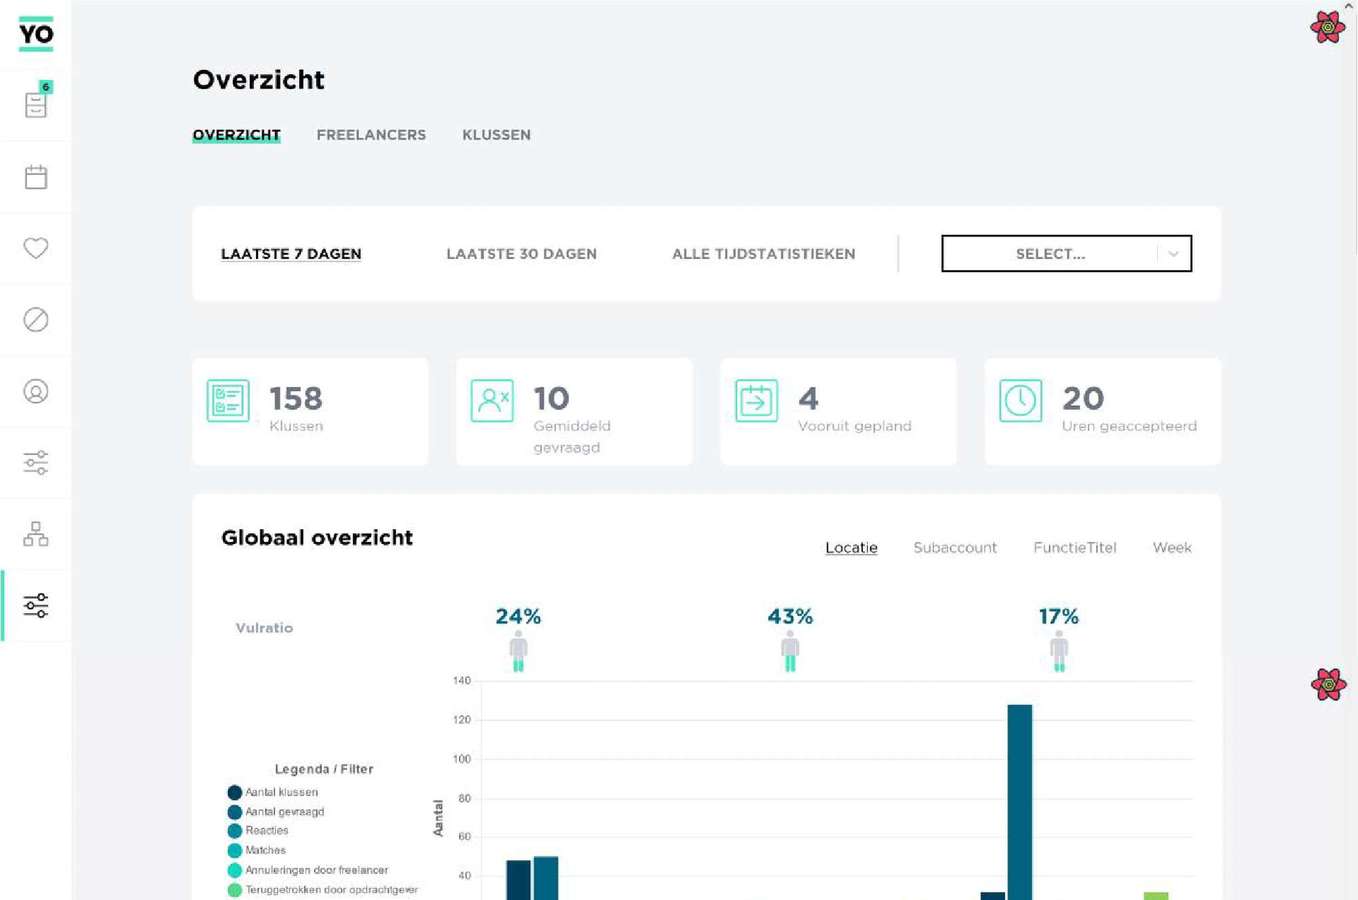 YO
6
Overzicht
OVERZICHT FREELANCERS KLUSSEN
LAATSTE 7 DAGEN LAATSTE 30 DAGEN ALLE TIJDSTATISTIEKEN SELECT...
158
Klussen
10
Gemiddeld
gevraagd
4
Vooruit gepland
20
Uren geaccepteerd
Globaal overzicht
Locatie Subaccount FunctieTitel Week
Vulratio
24% 43% 17%
140
120
100
80
60
40
Aantal
Legenda / Filter
Aantal klussen
Aantal gevraagd
Reacties
Matches
Annuleringen door freelancer
Teruggetrokken door opdrachtgever